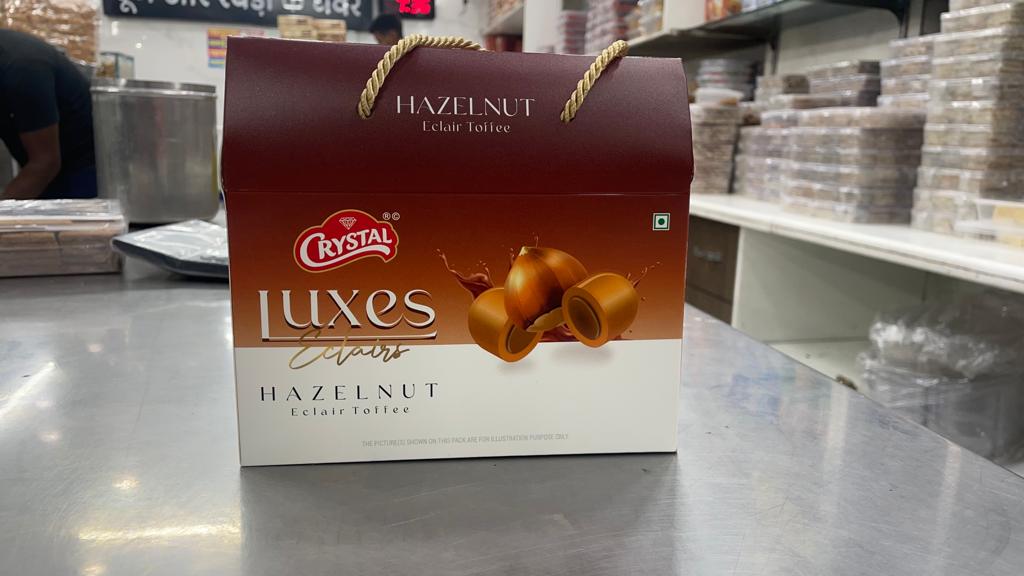 HAZELNUT
Eclair Toffee
®©
CRYSTAL
LUXES
Eclairs
HAZELNUT
Eclair Toffee
THE PICTURE(S) SHOWN ON THIS PACK ARE FOR ILLUSTRATION PURPOSE ONLY.